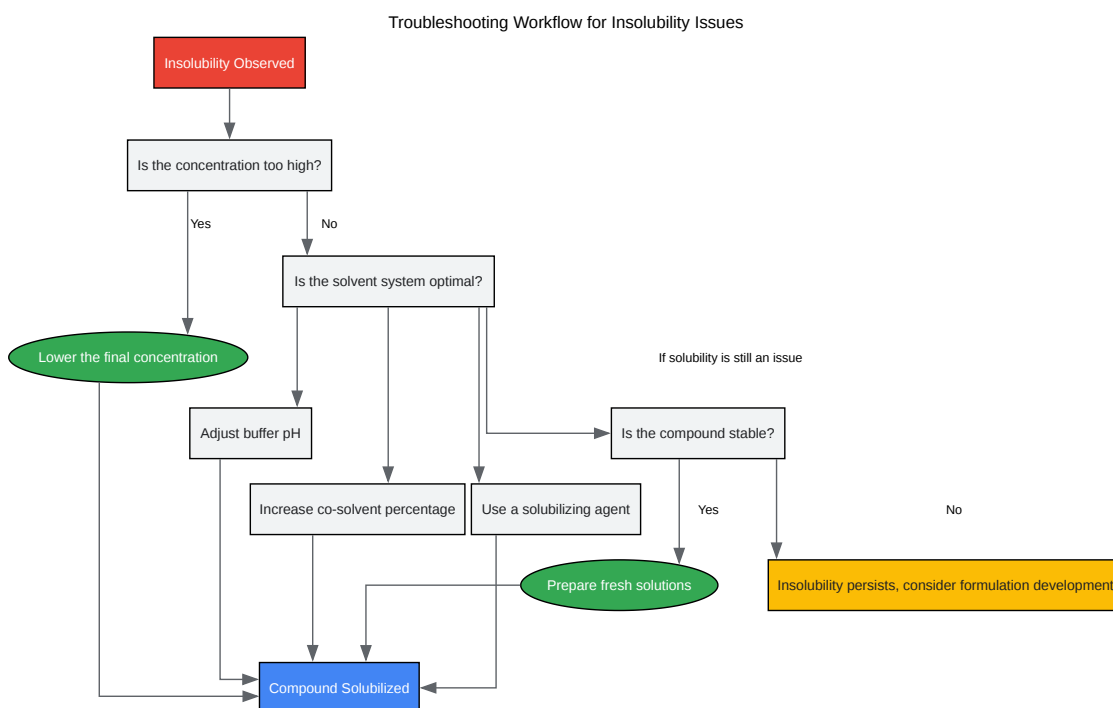 Troubleshooting Workflow for Insolubility Issues
Insolubility Observed
Is the concentration too high?
Yes
No
Is the solvent system optimal?
Lower the final concentration
If solubility is still an issue
Adjust buffer pH
Is the compound stable?
Increase co-solvent percentage
Use a solubilizing agent
Yes
No
Prepare fresh solutions
Insolubility persists, consider formulation development
Compound Solubilized